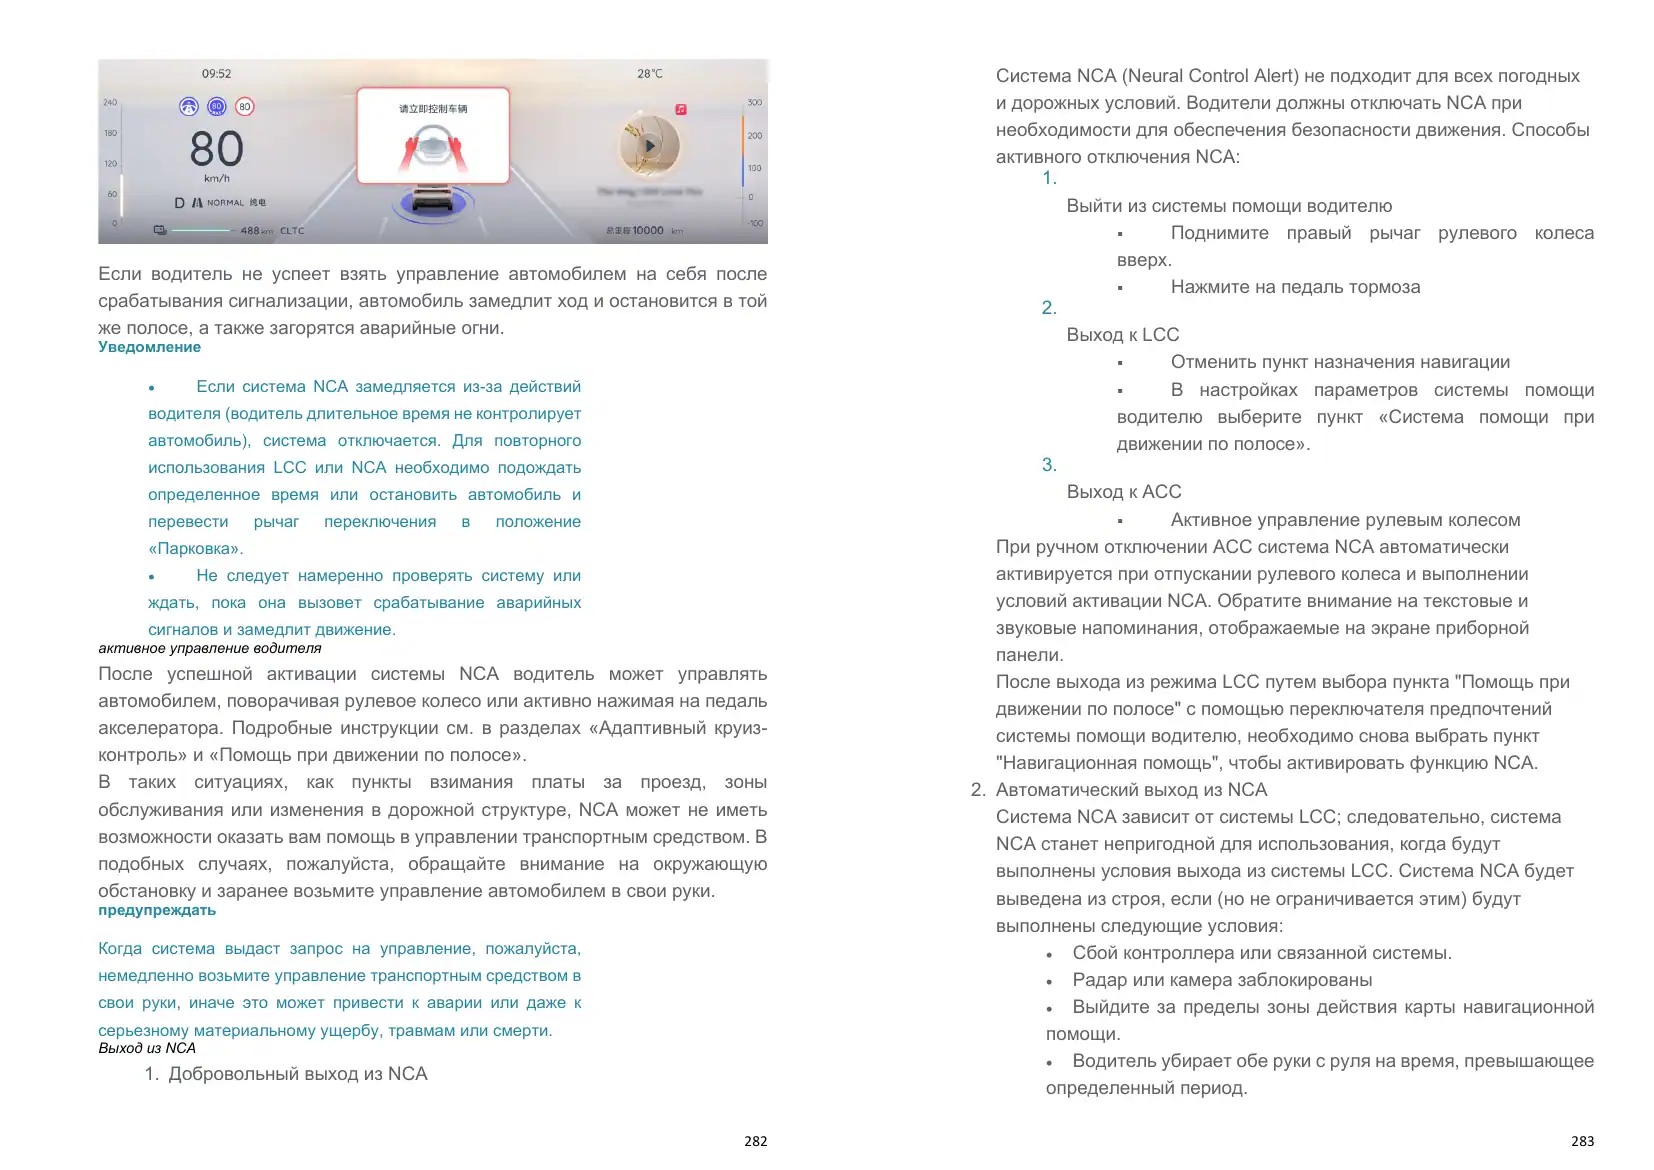 09:52
28°C
240
180
120
60
0
80
80
80
km/h
D NORMAL 纯电
488 km CLTC
请立即控制车辆
300
200
100
0
-100
总里程 10000 km
Если водитель не успеет взять управление автомобилем на себя после
срабатывания сигнализации, автомобиль замедлит ход и остановится в той
же полосе, а также загорятся аварийные огни.
Уведомление
• Если система NCA замедляется из-за действий
водителя (водитель длительное время не контролирует
автомобиль), система отключается. Для повторного
использования LCC или NCA необходимо подождать
определенное время или остановить автомобиль и
перевести рычаг переключения в положение
«Парковка».
• Не следует намеренно проверять систему или
ждать, пока она вызовет срабатывание аварийных
сигналов и замедлит движение.
активное управление водителя
После успешной активации системы NCA водитель может управлять
автомобилем, поворачивая рулевое колесо или активно нажимая на педаль
акселератора. Подробные инструкции см. в разделах «Адаптивный круиз-
контроль» и «Помощь при движении по полосе».
В таких ситуациях, как пункты взимания платы за проезд, зоны
обслуживания или изменения в дорожной структуре, NCA может не иметь
возможности оказать вам помощь в управлении транспортным средством. В
подобных случаях, пожалуйста, обращайте внимание на окружающую
обстановку и заранее возьмите управление автомобилем в свои руки.
предупреждать
Когда система выдаст запрос на управление, пожалуйста,
немедленно возьмите управление транспортным средством в
свои руки, иначе это может привести к аварии или даже к
серьезному материальному ущербу, травмам или смерти.
Выход из NCA
1. Добровольный выход из NCA
282
Система NCA (Neural Control Alert) не подходит для всех погодных
и дорожных условий. Водители должны отключать NCA при
необходимости для обеспечения безопасности движения. Способы
активного отключения NCA:
1.
Выйти из системы помощи водителю
▪ Поднимите правый рычаг рулевого колеса
вверх.
▪ Нажмите на педаль тормоза
2.
Выход к LCC
▪ Отменить пункт назначения навигации
▪ В настройках параметров системы помощи
водителю выберите пункт «Система помощи при
движении по полосе».
3.
Выход к ACC
▪ Активное управление рулевым колесом
При ручном отключении ACC система NCA автоматически
активируется при отпускании рулевого колеса и выполнении
условий активации NCA. Обратите внимание на текстовые и
звуковые напоминания, отображаемые на экране приборной
панели.
После выхода из режима LCC путем выбора пункта "Помощь при
движении по полосе" с помощью переключателя предпочтений
системы помощи водителю, необходимо снова выбрать пункт
"Навигационная помощь", чтобы активировать функцию NCA.
2. Автоматический выход из NCA
Система NCA зависит от системы LCC; следовательно, система
NCA станет непригодной для использования, когда будут
выполнены условия выхода из системы LCC. Система NCA будет
выведена из строя, если (но не ограничивается этим) будут
выполнены следующие условия:
• Сбой контроллера или связанной системы.
• Радар или камера заблокированы
• Выйдите за пределы зоны действия карты навигационной
помощи.
• Водитель убирает обе руки с руля на время, превышающее
определенный период.
283